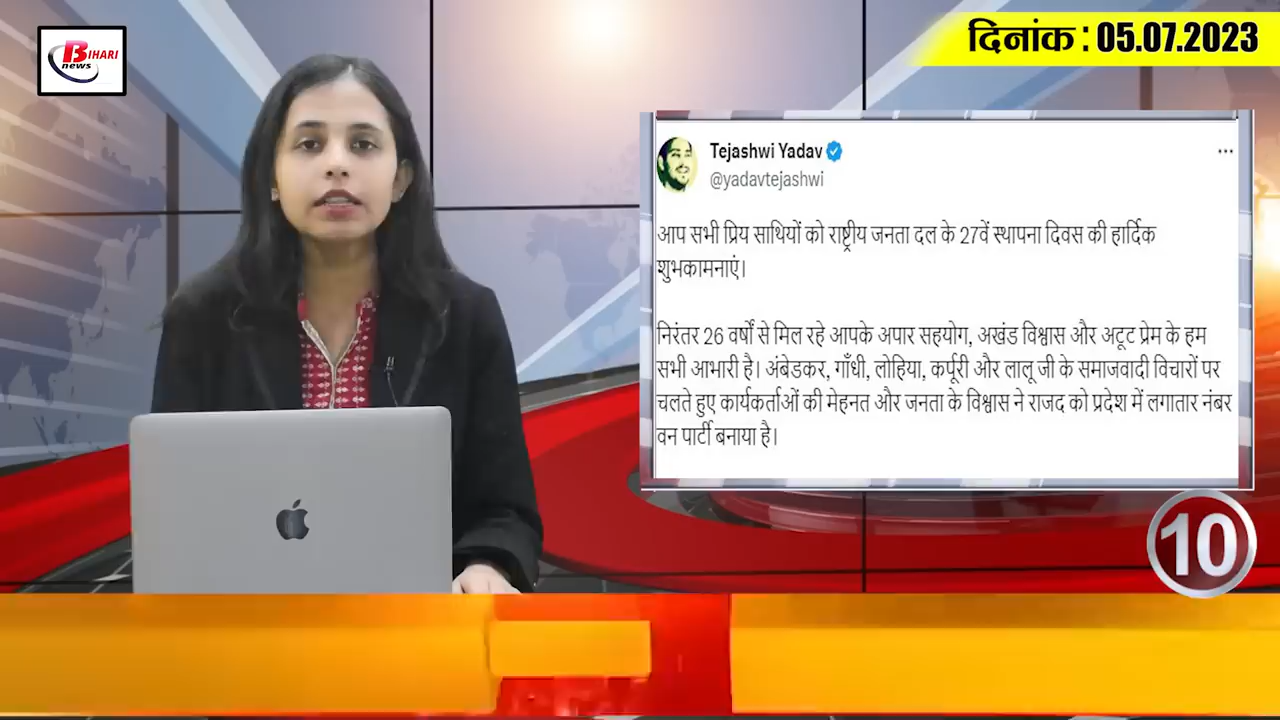 BIHARI
news
दिनांक : 05.07.2023
Tejashwi Yadav
@yadavtejashwi
आप सभी प्रिय साथियों को राष्ट्रीय जनता दल के 27वें स्थापना दिवस की हार्दिक
शुभकामनाएं।
निरंतर 26 वर्षों से मिल रहे आपके अपार सहयोग, अखंड विश्वास और अटूट प्रेम के हम
सभी आभारी है। अंबेडकर, गाँधी, लोहिया, कर्पूरी और लालू जी के समाजवादी विचारों पर
चलते हुए कार्यकर्ताओं की मेहनत और जनता के विश्वास ने राजद को प्रदेश में लगातार नंबर
वन पार्टी बनाया है।
10